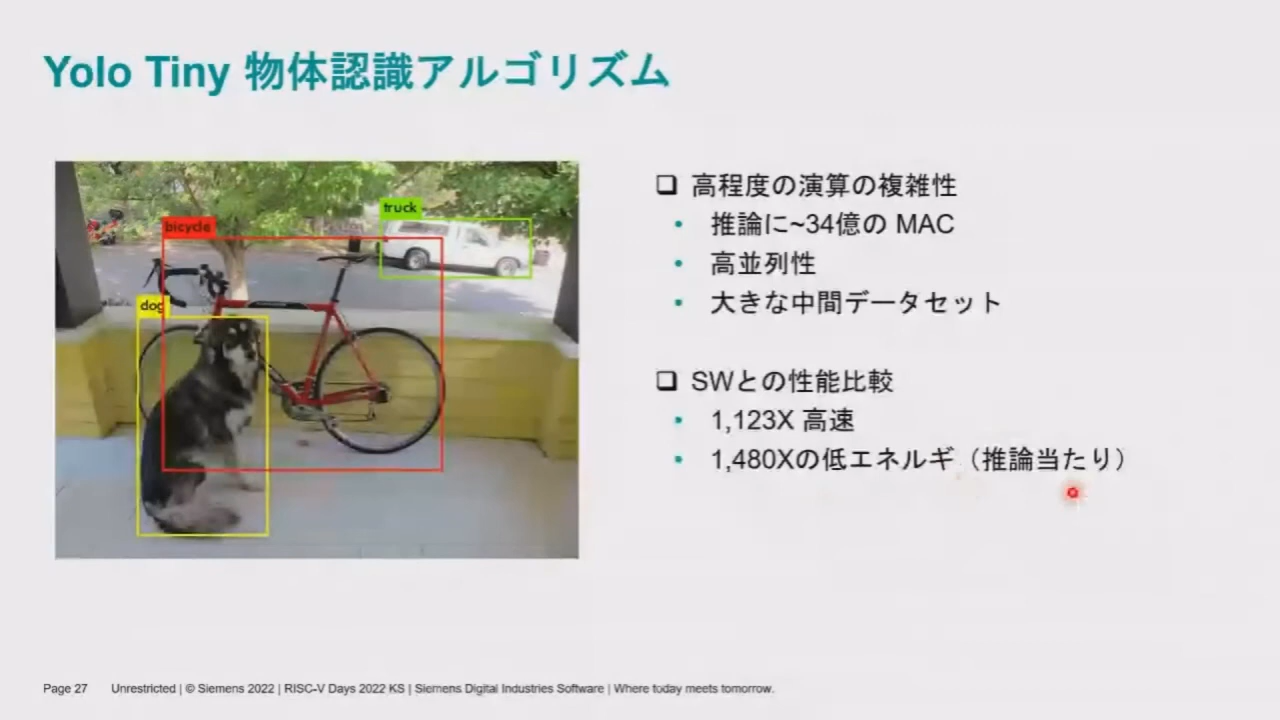 Yolo Tiny 物体認識アルゴリズム
truck
bicycle
dog
❑ 高程度の演算の複雑性
• 推論に~34億の MAC
• 高並列性
• 大きな中間データセット
❑ SWとの性能比較
• 1,123X 高速
• 1,480Xの低エネルギ（推論当たり）
Page 27 Unrestricted | © Siemens 2022 | RISC-V Days 2022 KS | Siemens Digital Industries Software | Where today meets tomorrow.